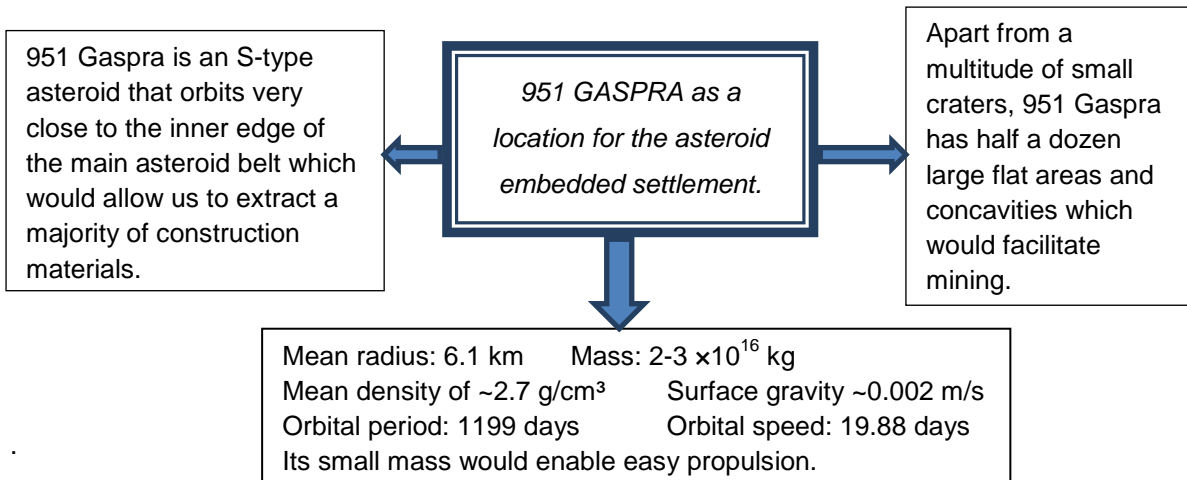 951 Gaspra is an S-type
asteroid that orbits very
close to the inner edge of
the main asteroid belt which
would allow us to extract a
majority of construction
materials.
951 GASPRA as a
location for the asteroid
embedded settlement.
Apart from a
multitude of small
craters, 951 Gaspra
has half a dozen
large flat areas and
concavities which
would facilitate
mining.
Mean radius: 6.1 km Mass: 2-3 ×10¹⁶ kg
Mean density of ~2.7 g/cm³ Surface gravity ~0.002 m/s
Orbital period: 1199 days Orbital speed: 19.88 days
Its small mass would enable easy propulsion.
.